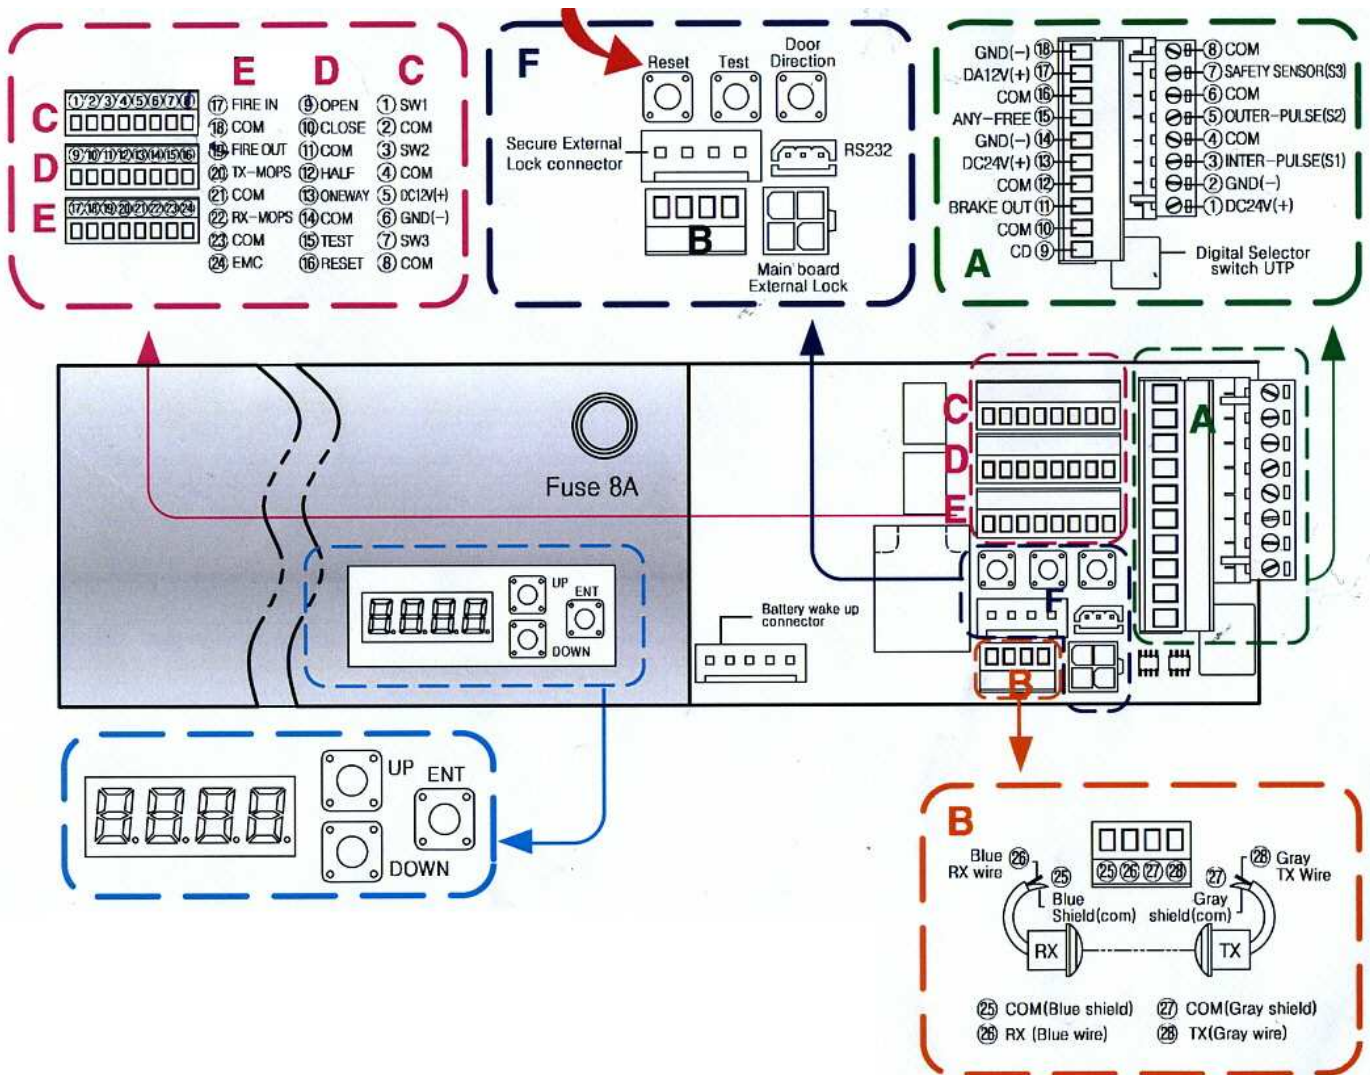 E D C
C ①②③④⑤⑥⑦⑧
D ⑨⑩⑪⑫⑬⑭⑮⑯
E ⑰⑱⑲⑳㉑㉒㉓㉔
⑰ FIRE IN ⑨ OPEN ① SW1
⑱ COM ⑩ CLOSE ② COM
⑲ FIRE OUT ⑪ COM ③ SW2
⑳ TX-MOPS ⑫ HALF ④ COM
㉑ COM ⑬ ONEWAY ⑤ DC12V(+)
㉒ RX-MOPS ⑭ COM ⑥ GND(-)
㉓ COM ⑮ TEST ⑦ SW3
㉔ EMC ⑯ RESET ⑧ COM
F
Reset Test Door
Direction
Secure External
Lock connector
RS232
B
Main board
External Lock
GND(-) ⑱
DA12V(+) ⑰
COM ⑯
ANY-FREE ⑮
GND(-) ⑭
DC24V(+) ⑬
COM ⑫
BRAKE OUT ⑪
COM ⑩
CD ⑨
⑧ COM
⑦ SAFETY SENSOR(S3)
⑥ COM
⑤ OUTER-PULSE(S2)
④ COM
③ INTER-PULSE(S1)
② GND(-)
① DC24V(+)
A
Digital Selector
switch UTP
Fuse 8A
C
D
E
A
F
B
UP
ENT
DOWN
Battery wake up
connector
UP
ENT
DOWN
B
Blue ㉖
RX wire
㉕
Blue
Shield(com)
㉕ ㉖ ㉗ ㉘
㉗
Gray
shield(com)
㉘ Gray
TX Wire
RX
TX
㉕ COM(Blue shield) ㉗ COM(Gray shield)
㉖ RX (Blue wire) ㉘ TX(Gray wire)